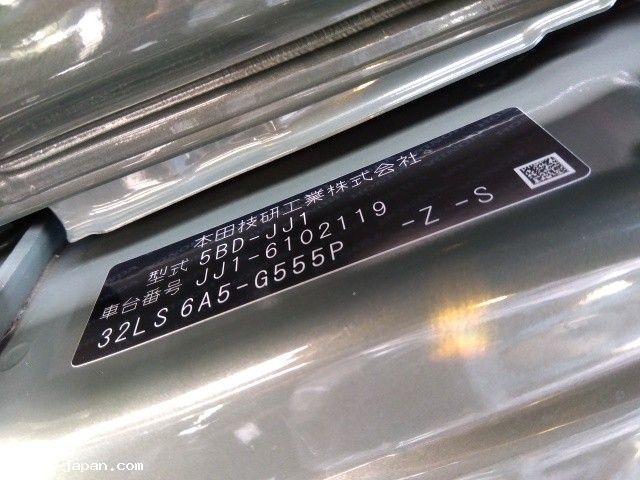 本田技研工業株式会社
型式 5BD-JJ1
車台番号 JJ1-6102119
32LS 6A5-G555P -Z -S
japan.com